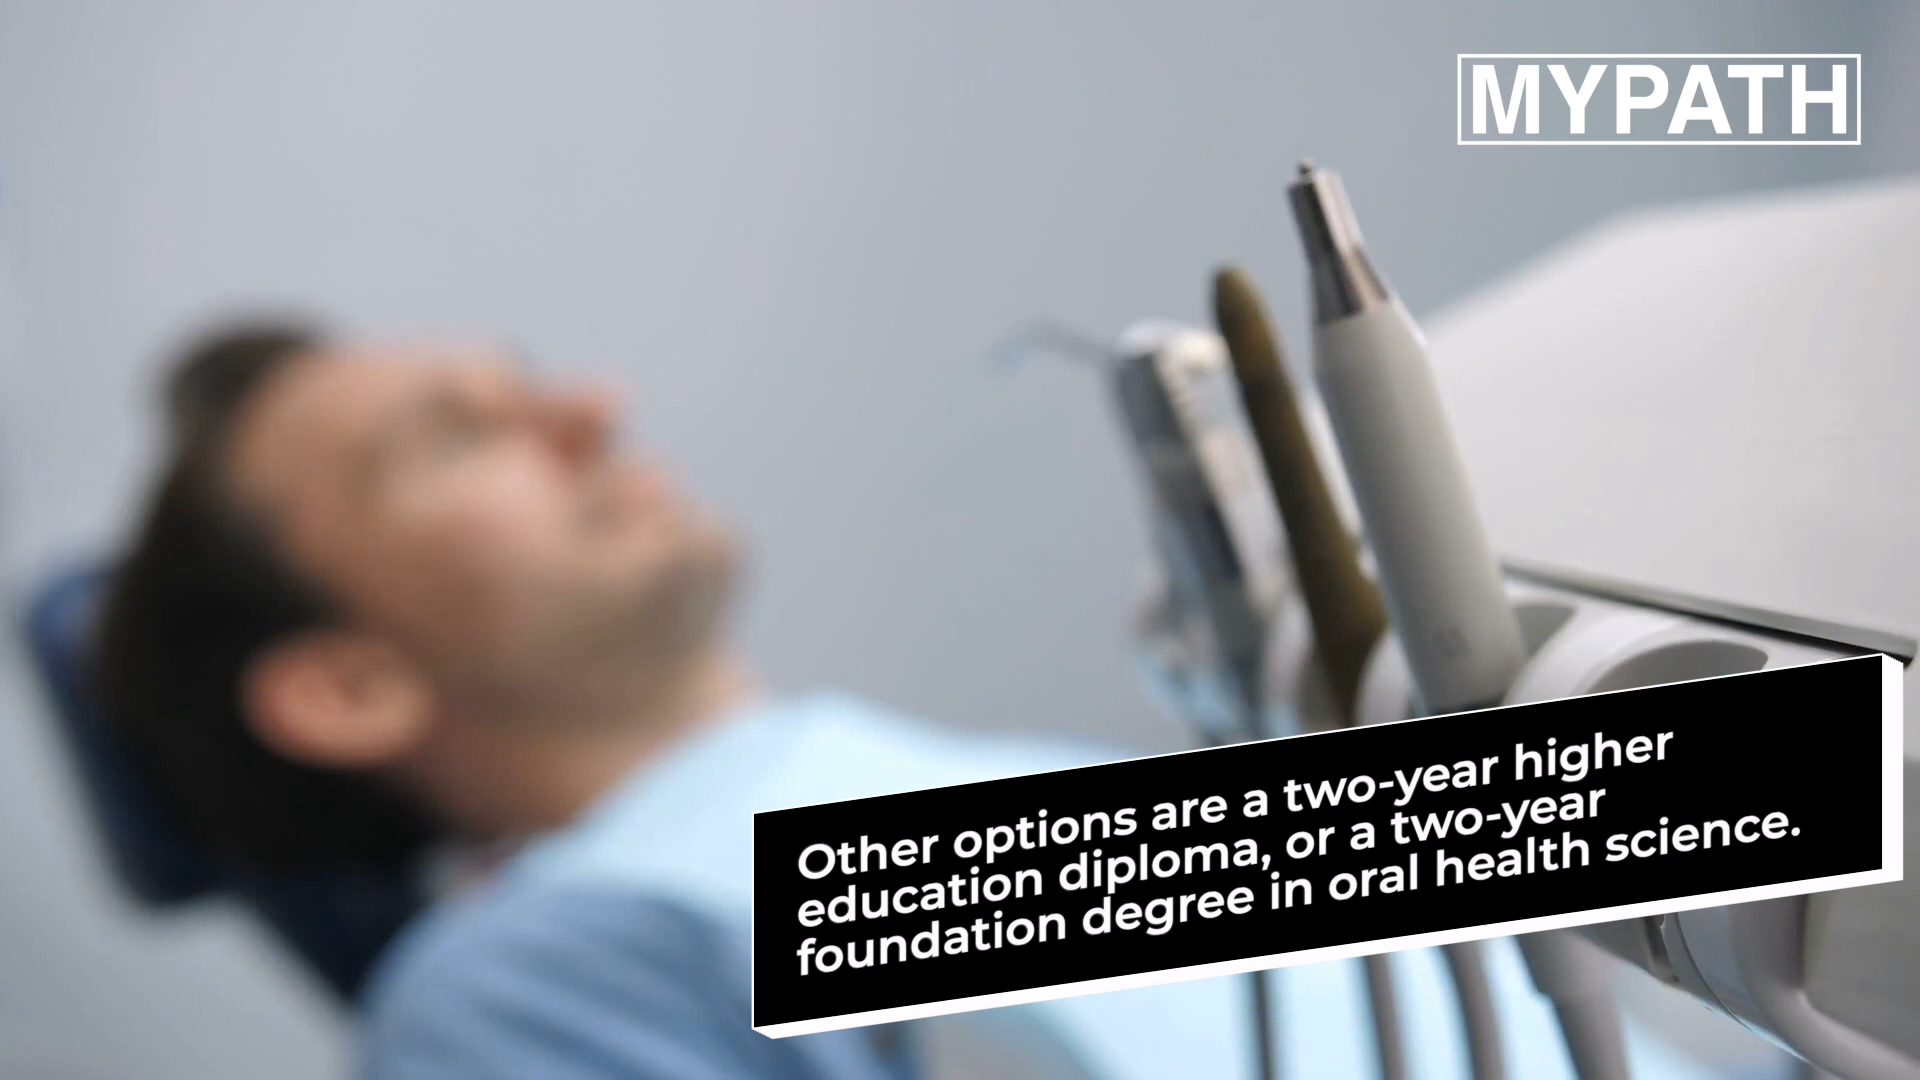 MYPATH
Other options are a two-year higher
education diploma, or a two-year
foundation degree in oral health science.